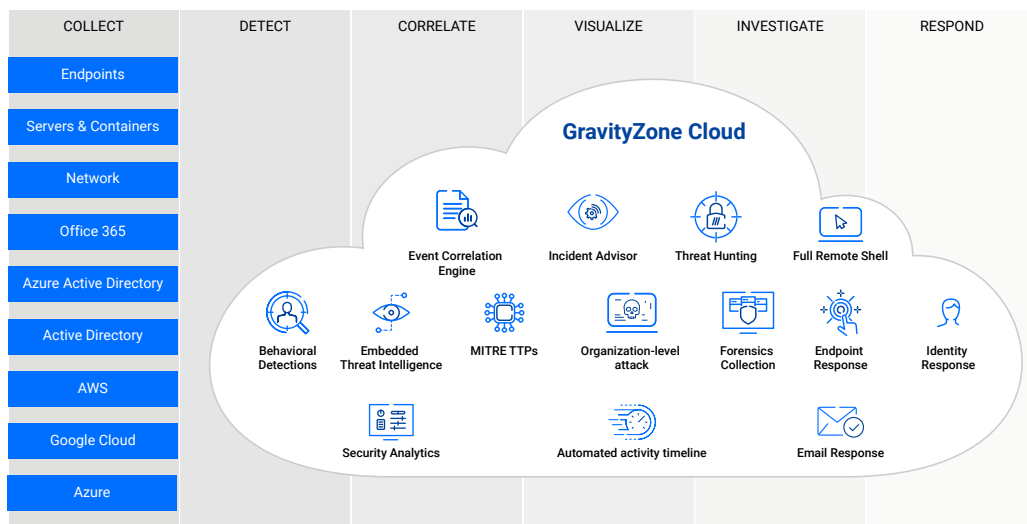 COLLECT
DETECT
CORRELATE
VISUALIZE
INVESTIGATE
RESPOND
Endpoints
Servers & Containers
Network
Office 365
Azure Active Directory
Active Directory
AWS
Google Cloud
Azure
GravityZone Cloud
Event Correlation
Engine
Incident Advisor
Threat Hunting
Full Remote Shell
Behavioral
Detections
Embedded
Threat Intelligence
MITRE TTPs
Organization-level
attack
Forensics
Collection
Endpoint
Response
Identity
Response
Security Analytics
Automated activity timeline
Email Response